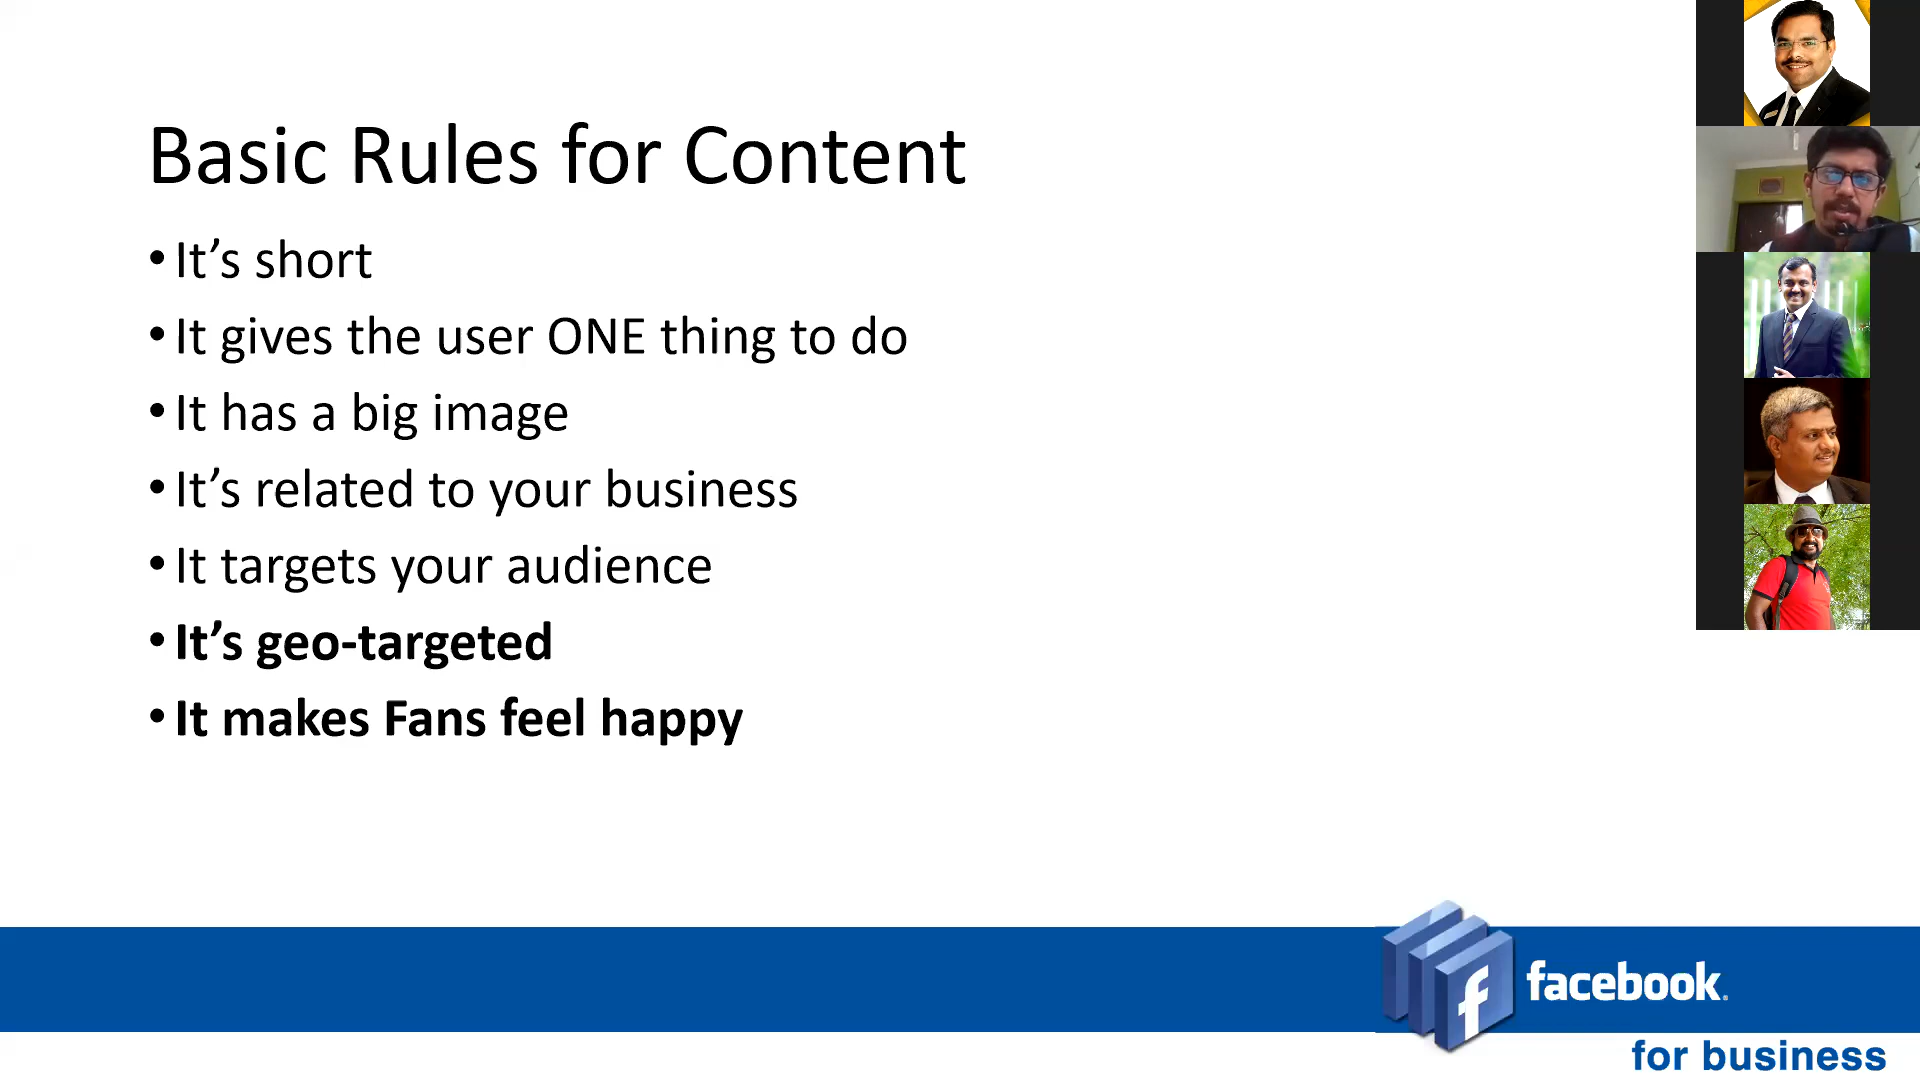 Basic Rules for Content
• It’s short
• It gives the user ONE thing to do
• It has a big image
• It’s related to your business
• It targets your audience
• It’s geo-targeted
• It makes Fans feel happy
f facebook.
for business